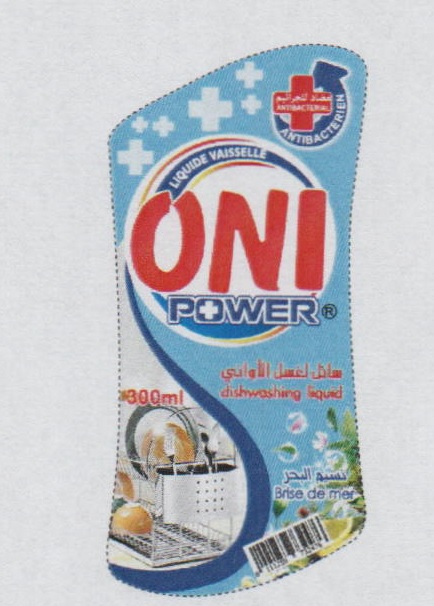 مضاد للجراثيم
ANTIBACTERIAL
ANTIBACTERIEN
LIQUIDE VAISSELLE
ONI
POWER®
سائل لغسل الأواني
dishwashing liquid
300ml
نسيم البحر
Brise de mer